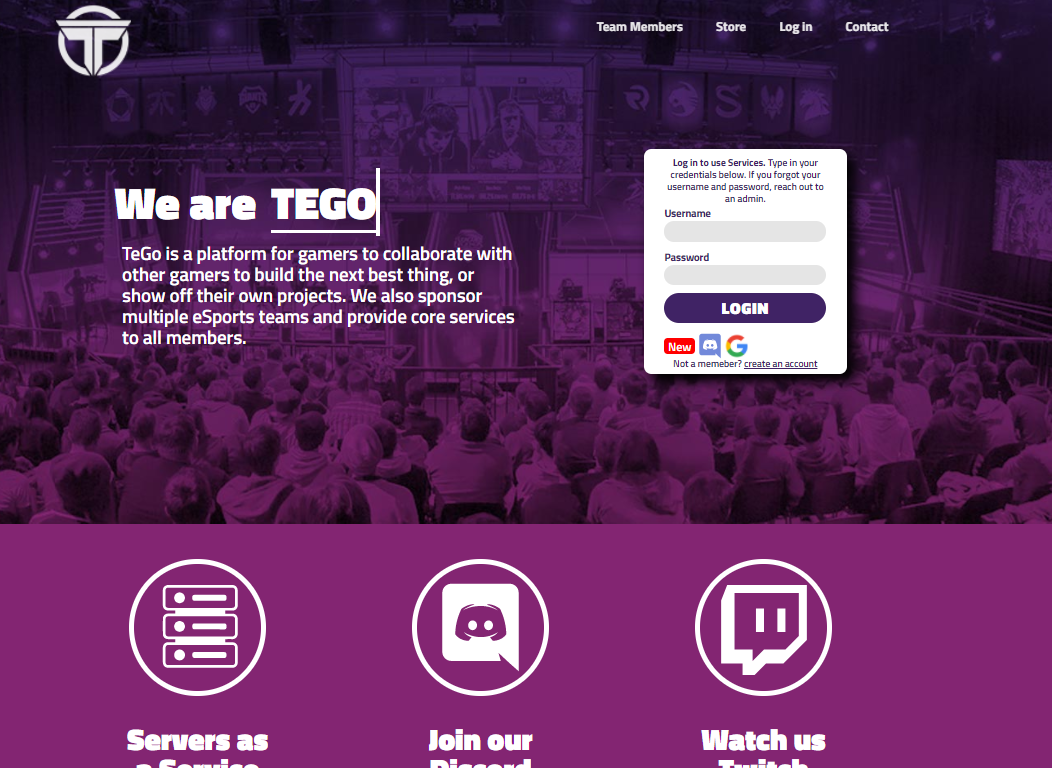 Team Members
Store
Log in
Contact
We are TEGO
TeGo is a platform for gamers to collaborate with
other gamers to build the next best thing, or
show off their own projects. We also sponsor
multiple eSports teams and provide core services
to all members.
Log in to use Services. Type in your
credentials below. If you forgot your
username and password, reach out to
an admin.
Username
Password
LOGIN
New
Not a memeber? create an account
Servers as
a Service
Join our
Discord
Watch us
Twitch